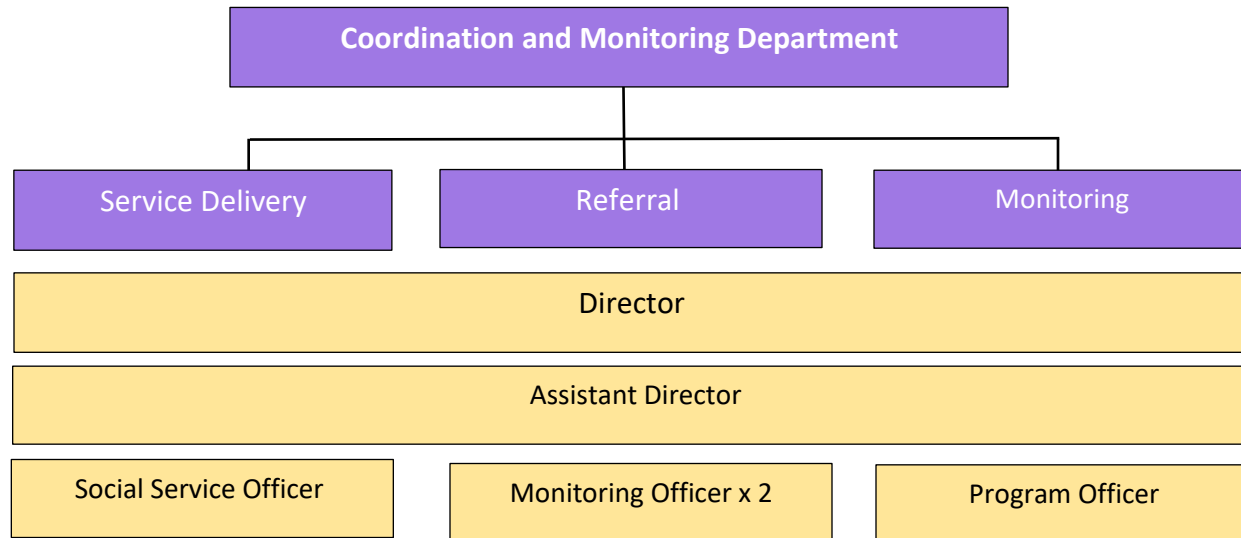 Coordination and Monitoring Department
Service Delivery
Referral
Monitoring
Director
Assistant Director
Social Service Officer
Monitoring Officer x 2
Program Officer